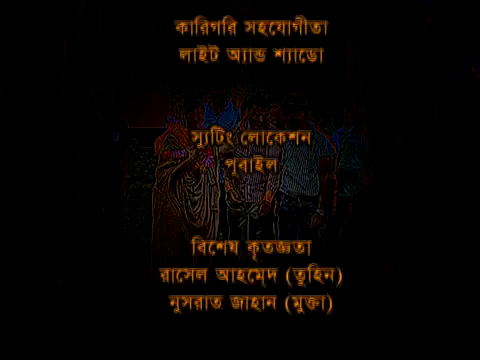 কারিগরি সহযোগীতা
লাইট অ্যান্ড শ্যাডো
স্যুটিং লোকেশন
পূবাইল
বিশেষ কৃতজ্ঞতা
রাসেল আহমেদ (তুহিন)
নুসরাত জাহান (মুক্তা)